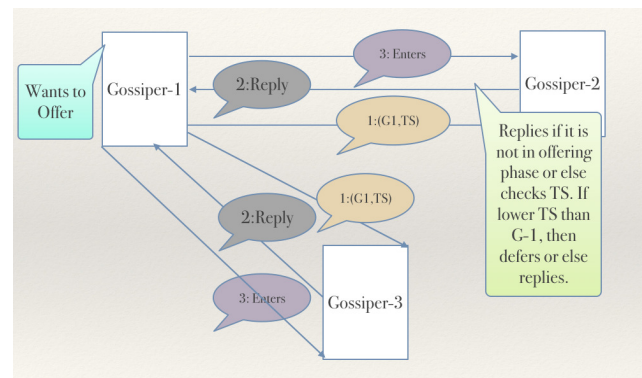 3: Enters
Gossiper-1
2:Reply
Gossiper-2
Wants to
Offer
1:(G1,TS)
Replies if it is
not in offering
phase or else
checks TS. If
lower TS than
G-1, then
defers or else
replies.
1:(G1,TS)
2:Reply
3: Enters
Gossiper-3